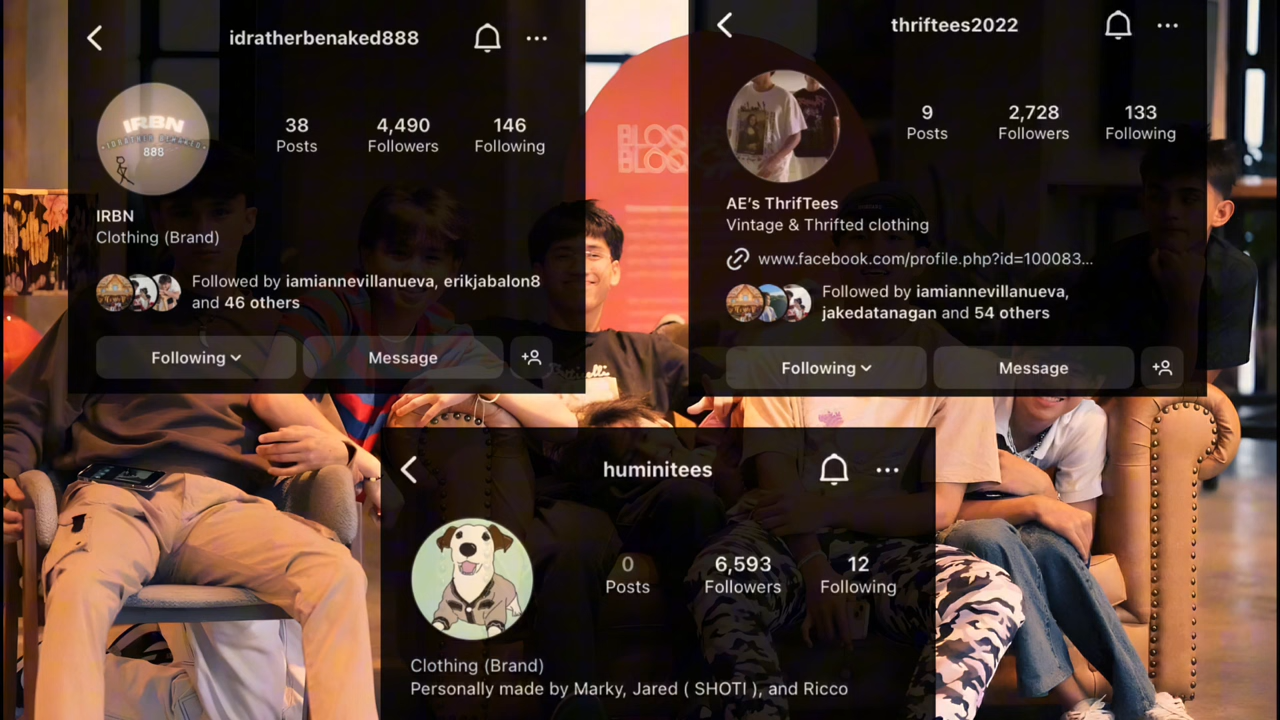 idratherbenaked888
IRBN
888
38
4,490
146
Posts
Followers
Following
IRBN
Clothing (Brand)
Followed by iamiannevillanueva, erikjabalon8
and 46 others
Following
Message
thriftees2022
9
2,728
133
Posts
Followers
Following
AE's ThrifTees
Vintage & Thrifted clothing
www.facebook.com/profile.php?id=100083...
Followed by iamiannevillanueva,
jakedatanagan and 54 others
Following
Message
huminitees
0
6,593
12
Posts
Followers
Following
Clothing (Brand)
Personally made by Marky, Jared ( SHOTI ), and Ricco